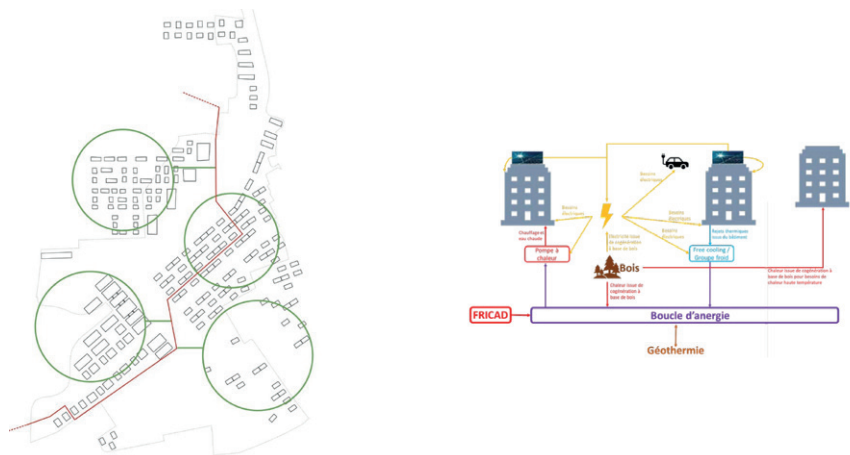 Besoins
électriques
Besoins
électriques
Besoins
électriques
Besoins
électriques
Chauffage et
eau chaude
Pompe à
chaleur
Electricité issue
de cogénération
à base de bois
Rejets thermiques
issus du bâtiment
Free cooling /
Groupe froid
Bois
Chaleur issue de
cogénération à
base de bois
Chaleur issue de cogénération à
base de bois pour besoins de
chaleur haute température
FRICAD
Boucle d'anergie
Géothermie